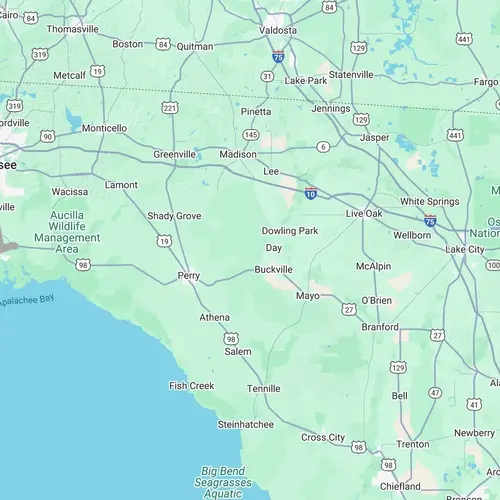 Cairo
84
Thomasville
84
Valdosta
84
129
441
Boston
Quitman
319
Metcalf
19
75
31
Lake Park
Statenville
Fargo
319
221
Pinetta
Jennings
129
90
Monticello
145
Jasper
441
Greenville
Madison
6
see
Lee
Lamont
Wacissa
10
White Springs
Aucilla
Wildlife
Management
Area
Shady Grove
Live Oak
75
19
Dowling Park
Wellborn
Day
Lake City
98
Perry
Buckville
McAlpin
100
Apalachee Bay
Mayo
O'Brien
27
Athena
Branford
27
98
Salem
129
Fish Creek
Tennille
Bell
47
41
Steinhatchee
Cross City
98
Trenton
Newberry
Big Bend
Seagrasses
Aquatic
98
Chiefland
Bronson